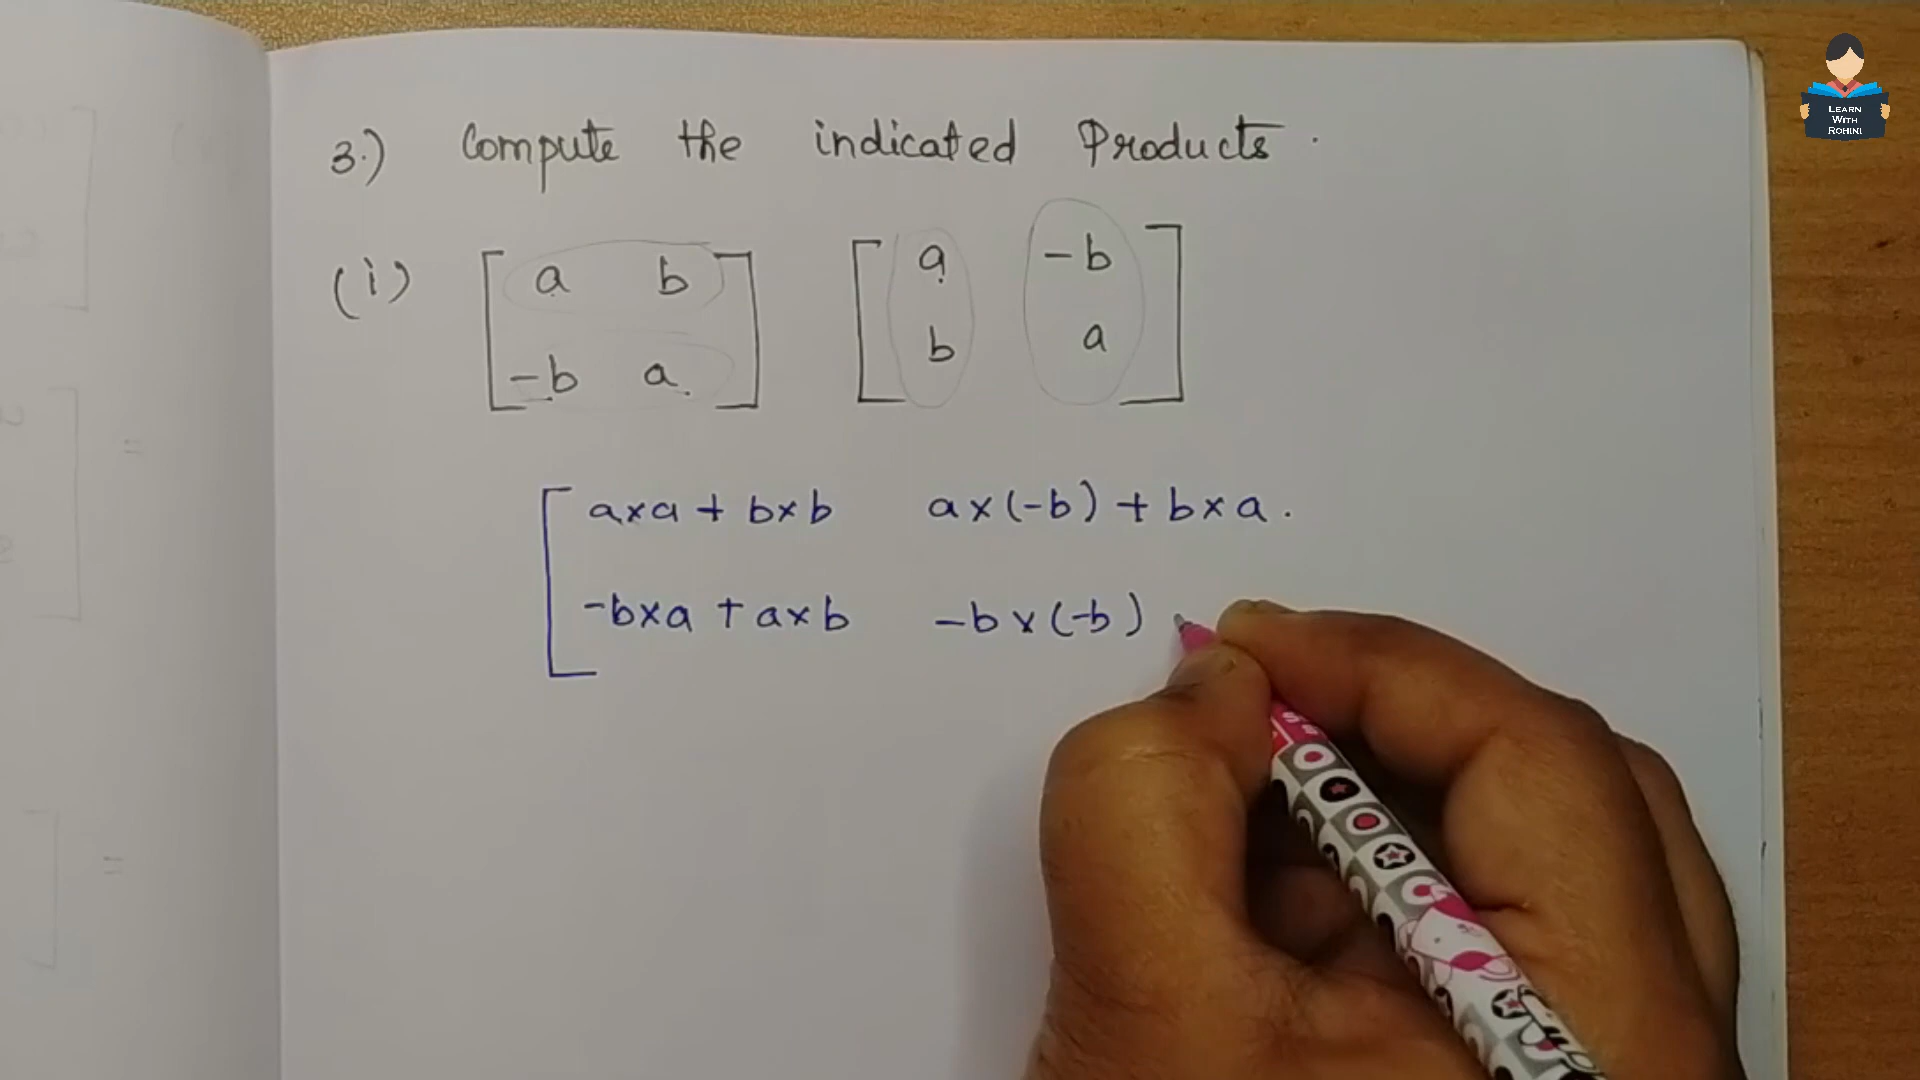 LEARN
WITH
ROHINI
3.) Compute the indicated Products.
(i) [ a b ] [ a -b ]
[ -b a ] [ b a ]
[ a×a + b×b a×(-b) + b×a.
-b×a + a×b -b×(-b)